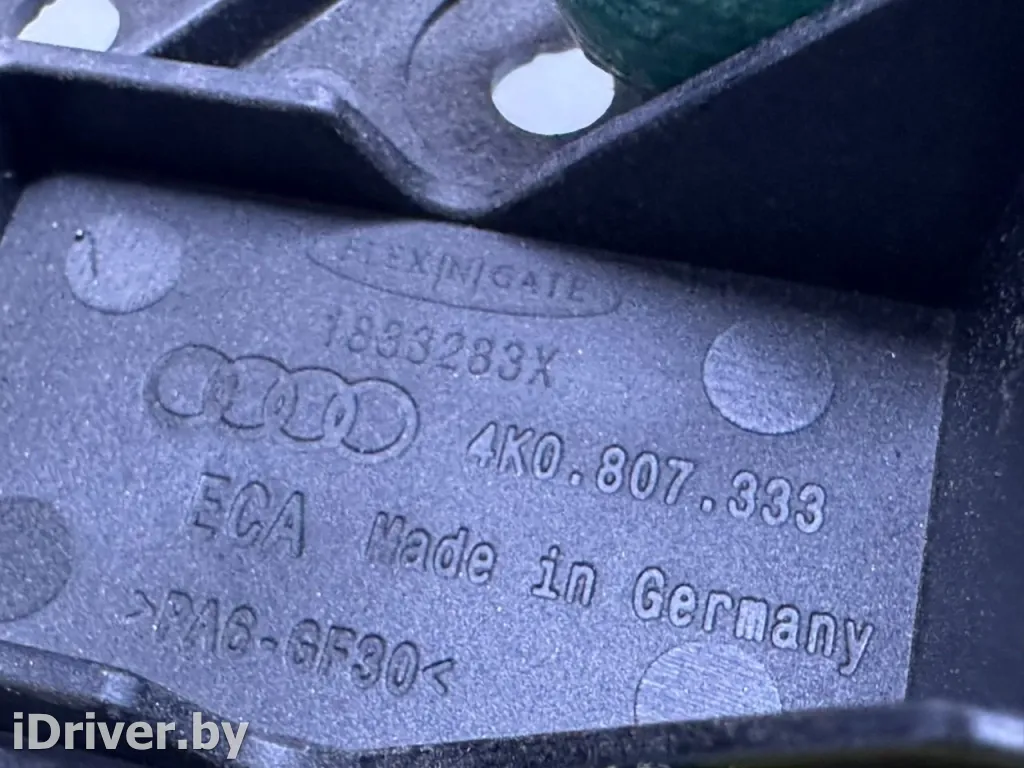 FLEX|N|GATE
1833283X
4K0.807.333
ECA Made in Germany
>PA6-GF30<
iDriver.by